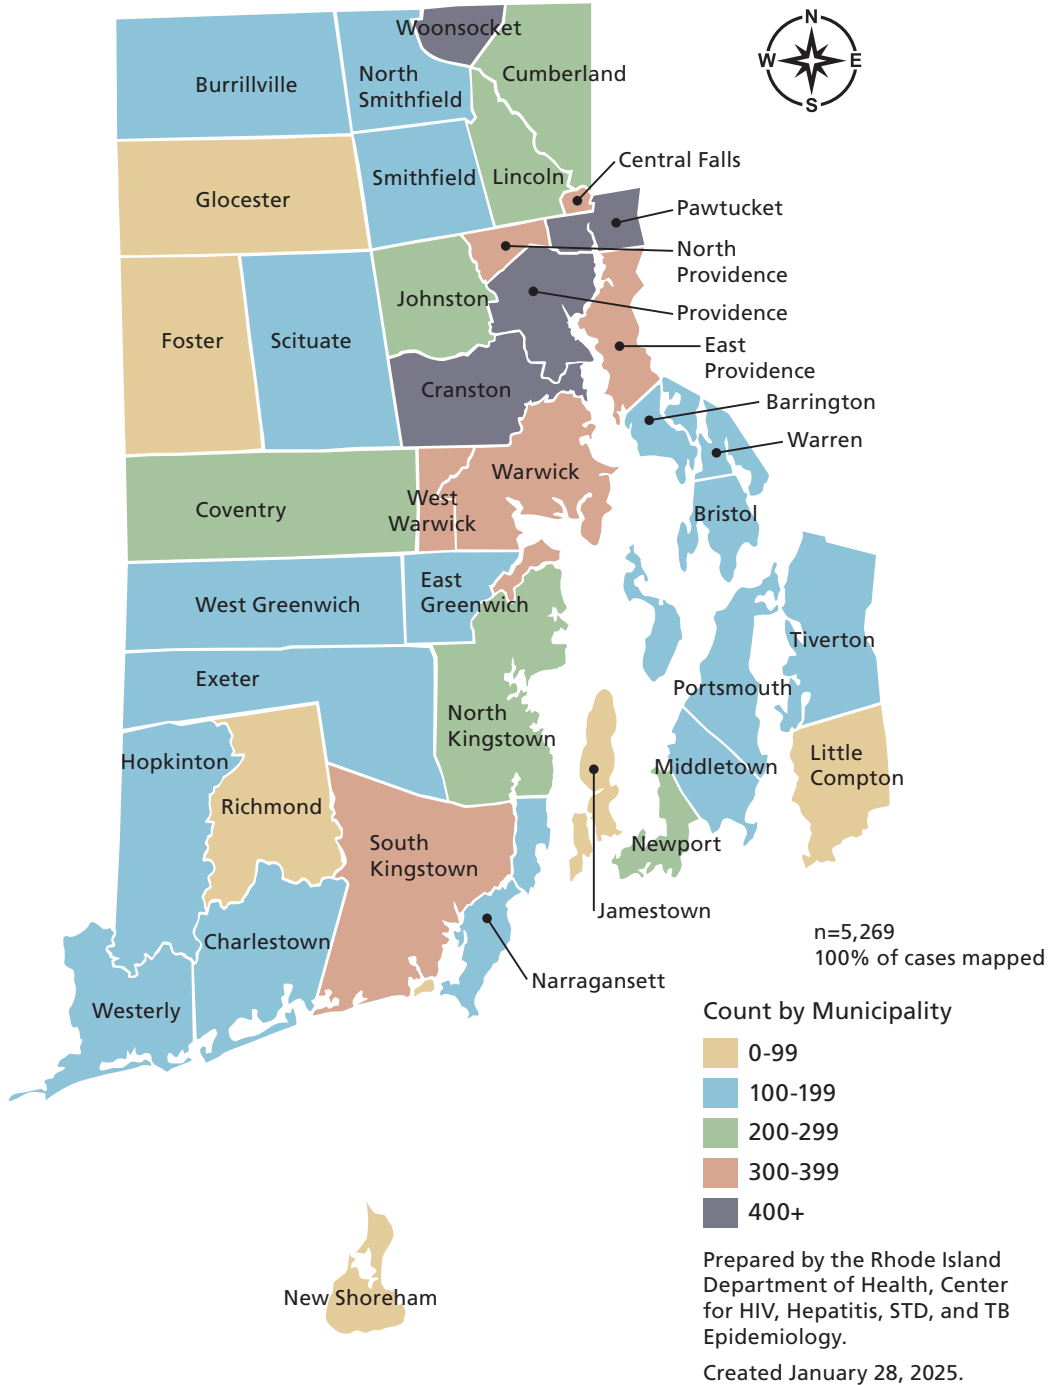 Woonsocket
N
W
E
S
Burrillville
North
Smithfield
Cumberland
Central Falls
Smithfield
Lincoln
Glocester
Pawtucket
North
Providence
Johnston
Providence
Foster
Scituate
East
Providence
Cranston
Barrington
Warren
Warwick
West
Warwick
Coventry
Bristol
East
Greenwich
West Greenwich
Tiverton
Exeter
Portsmouth
North
Kingstown
Hopkinton
Middletown
Little
Compton
Richmond
South
Kingstown
Newport
Jamestown
Charlestown
Narragansett
Westerly
n=5,269
100% of cases mapped
Count by Municipality
0-99
100-199
200-299
300-399
400+
New Shoreham
Prepared by the Rhode Island
Department of Health, Center
for HIV, Hepatitis, STD, and TB
Epidemiology.
Created January 28, 2025.